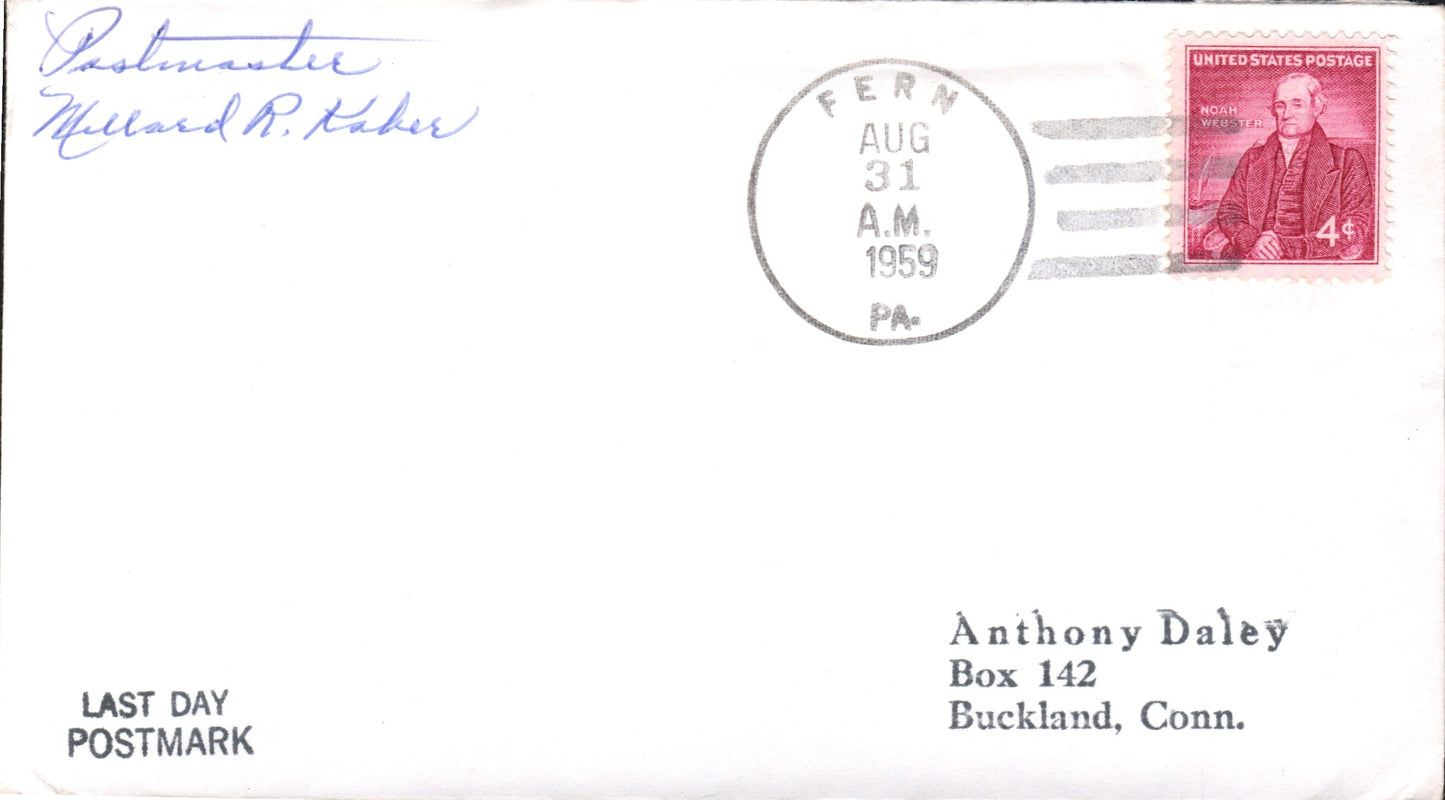 Postmaster
Millard R. Kaber
FERN
AUG
31
A.M.
1959
PA.
UNITED STATES POSTAGE
NOAH
WEBSTER
4¢
Anthony Daley
Box 142
Buckland, Conn.
LAST DAY
POSTMARK